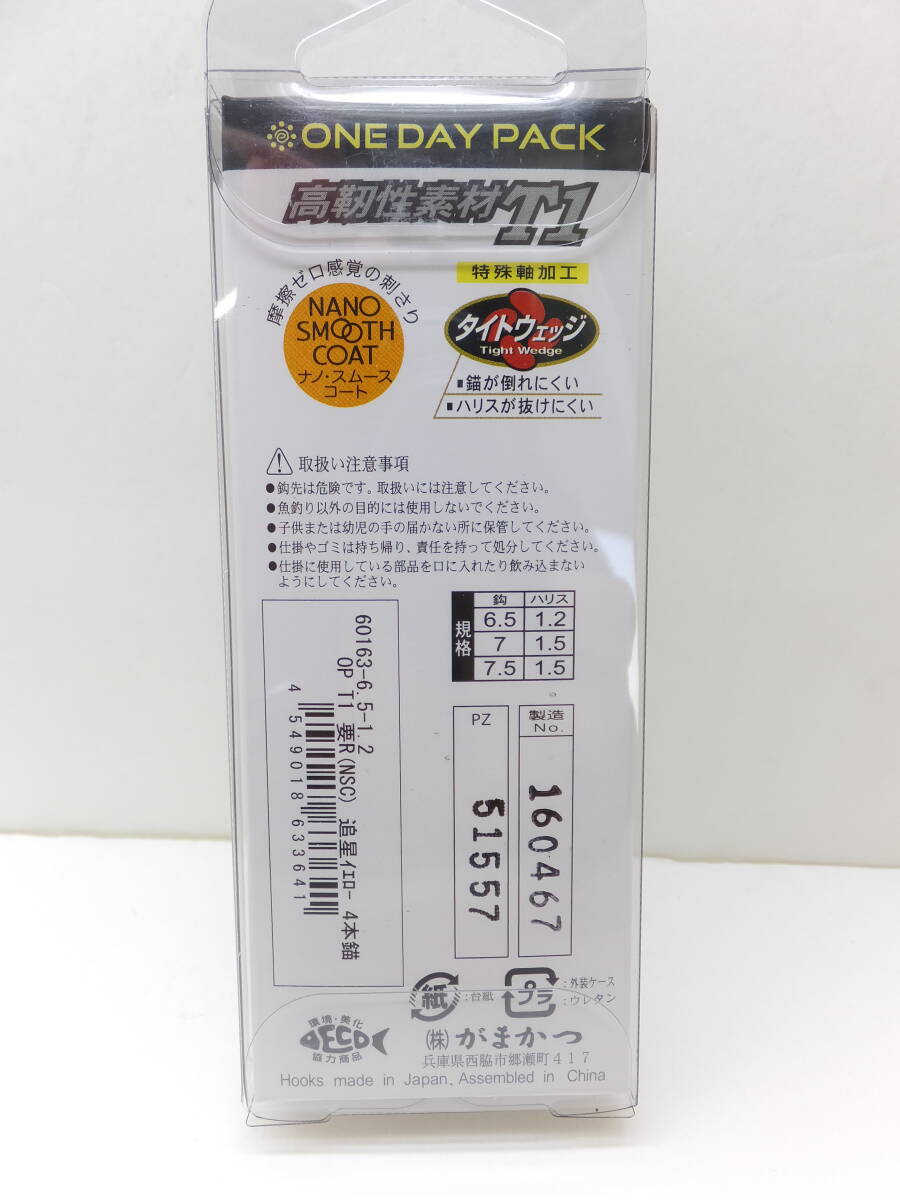 ONE DAY PACK
高靭性素材 T1
摩擦ゼロ感覚の刺さり
NANO
SMOOTH
COAT
ナノ・スムース
コート
特殊軸加工
タイトウェッジ
Tight Wedge
■錨が倒れにくい
■ハリスが抜けにくい
取扱い注意事項
●鈎先は危険です。取扱いには注意してください。
●魚釣り以外の目的には使用しないでください。
●子供または幼児の手の届かない所に保管してください。
●仕掛やゴミは持ち帰り、責任を持って処分してください。
●仕掛に使用している部品を口に入れたり飲み込まない
ようにしてください。
規格
鈎 ハリス
6.5 1.2
7 1.5
7.5 1.5
60163-6.5-1.2
OP T1 要R(NSC) 追星イエロー 4本錨
4 549018 633641
PZ
51557
製造
No.
160467
紙 :台紙
プラ :外装ケース
:ウレタン
環境・美化
ECO
協力商品
(株)がまかつ
兵庫県西脇市郷瀬町417
Hooks made in Japan. Assembled in China